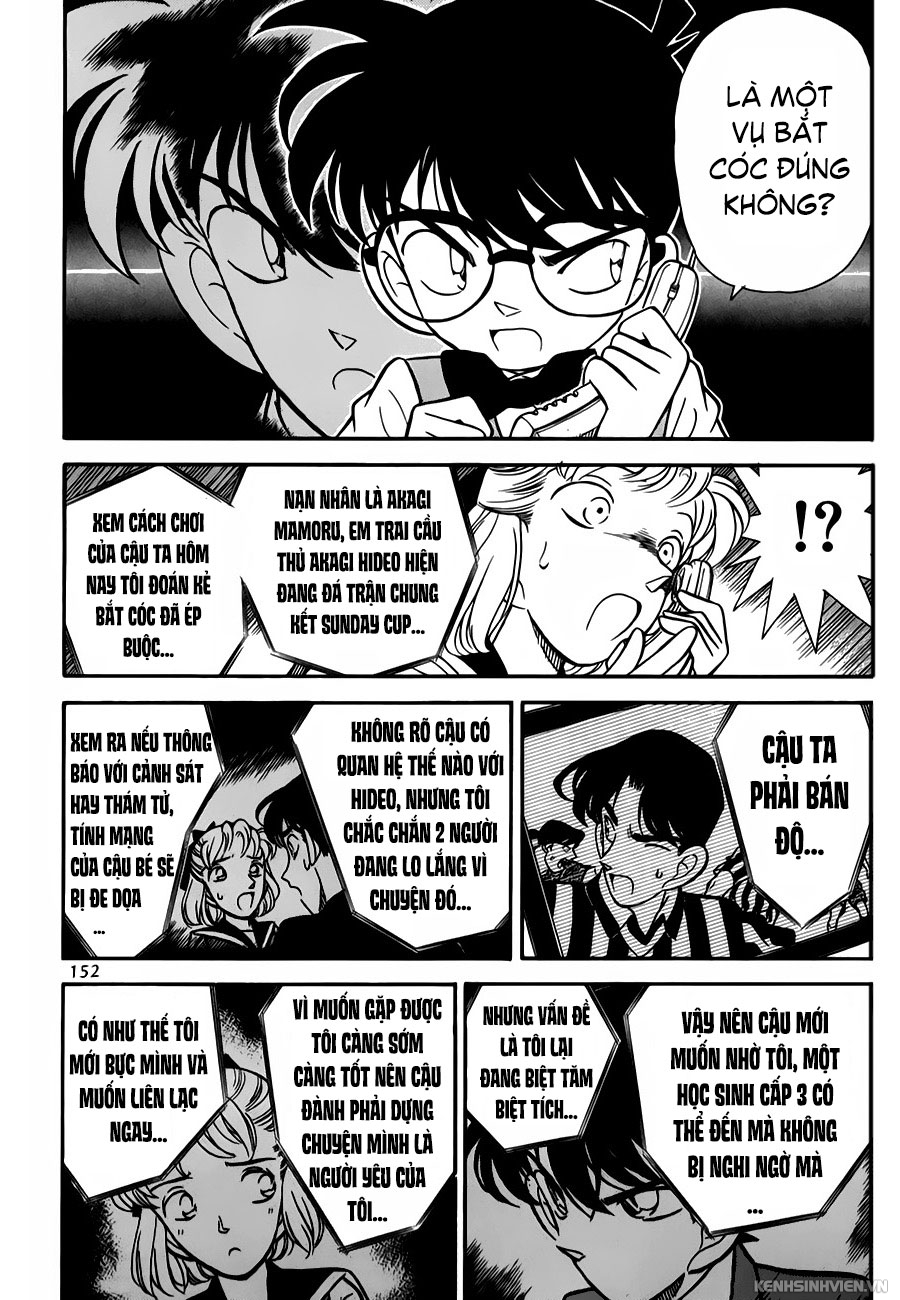 LÀ MỘT
VỤ BẮT
CÓC ĐÚNG
KHÔNG?
!?
NẠN NHÂN LÀ AKAGI
MAMORU, EM TRAI CẦU
THỦ AKAGI HIDEO HIỆN
ĐANG ĐÁ TRẬN CHUNG
KẾT SUNDAY CUP...
XEM CÁCH CHƠI
CỦA CẬU TA HÔM
NAY TÔI ĐOÁN KẺ
BẮT CÓC ĐÃ ÉP
BUỘC...
CẬU TA
PHẢI BÁN
ĐỘ...
KHÔNG RÕ CẬU CÓ
QUAN HỆ THẾ NÀO VỚI
HIDEO, NHƯNG TÔI
CHẮC CHẮN 2 NGƯỜI
ĐANG LO LẮNG VÌ
CHUYỆN ĐÓ...
XEM RA NẾU THÔNG
BÁO VỚI CẢNH SÁT
HAY THÁM TỬ,
TÍNH MẠNG
CỦA CẬU BÉ SẼ
BỊ ĐE DỌA
...
152
VẬY NÊN CẬU MỚI
MUỐN NHỜ TÔI, MỘT
HỌC SINH CẤP 3 CÓ
THỂ ĐẾN MÀ KHÔNG
BỊ NGHI NGỜ MÀ
...
NHƯNG VẤN ĐỀ
LÀ TÔI LẠI
ĐANG BIỆT TĂM
BIỆT TÍCH...
VÌ MUỐN GẶP ĐƯỢC
TÔI CÀNG SỚM
CÀNG TỐT NÊN CẬU
ĐÀNH PHẢI DỰNG
CHUYỆN MÌNH LÀ
NGƯỜI YÊU CỦA
TÔI...
CÓ NHƯ THẾ TÔI
MỚI BỰC MÌNH VÀ
MUỐN LIÊN LẠC
NGAY...
KENHSINHVIEN.VN